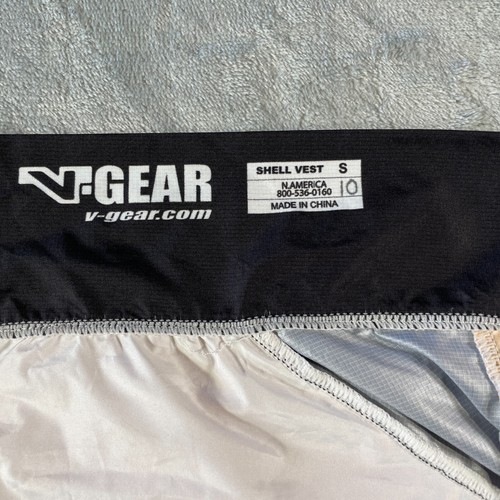 V-GEAR
v-gear.com
SHELL VEST S
N.AMERICA
800-536-0160 10
MADE IN CHINA